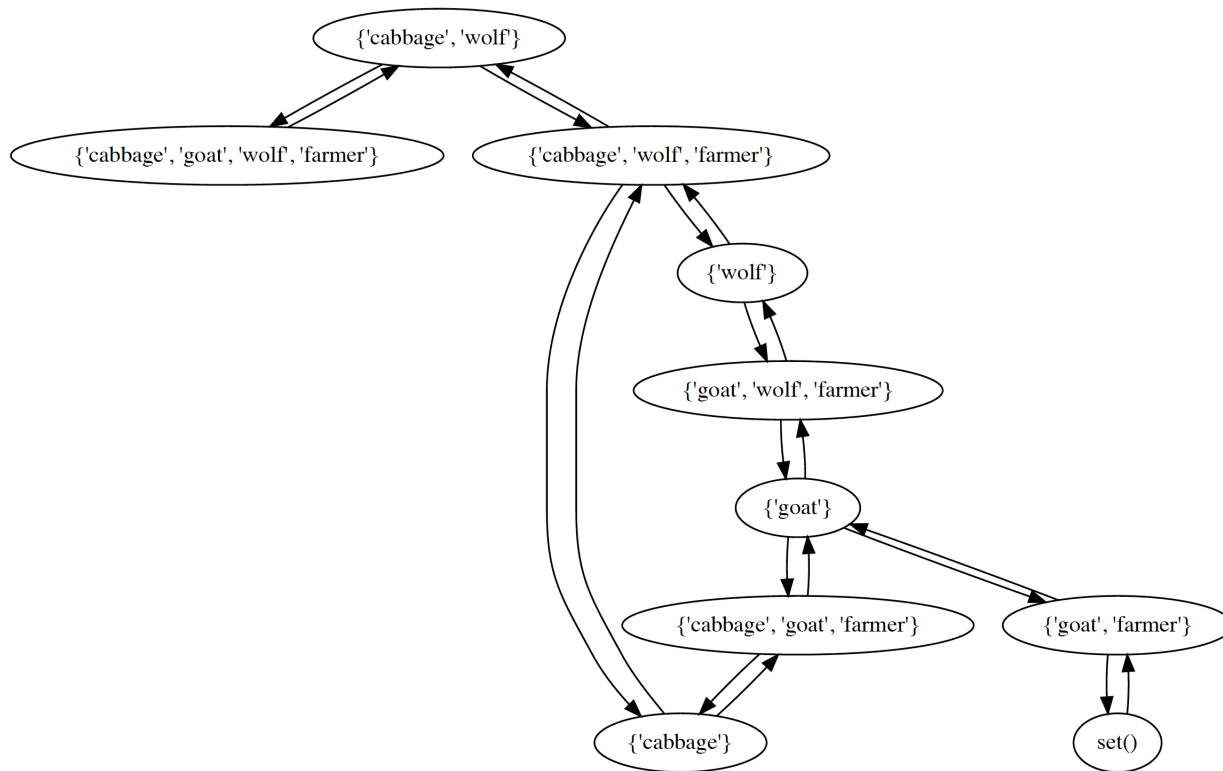 {'cabbage', 'wolf'}
{'cabbage', 'goat', 'wolf', 'farmer'}
{'cabbage', 'wolf', 'farmer'}
{'wolf'}
{'goat', 'wolf', 'farmer'}
{'goat'}
{'cabbage', 'goat', 'farmer'}
{'goat', 'farmer'}
{'cabbage'}
set()